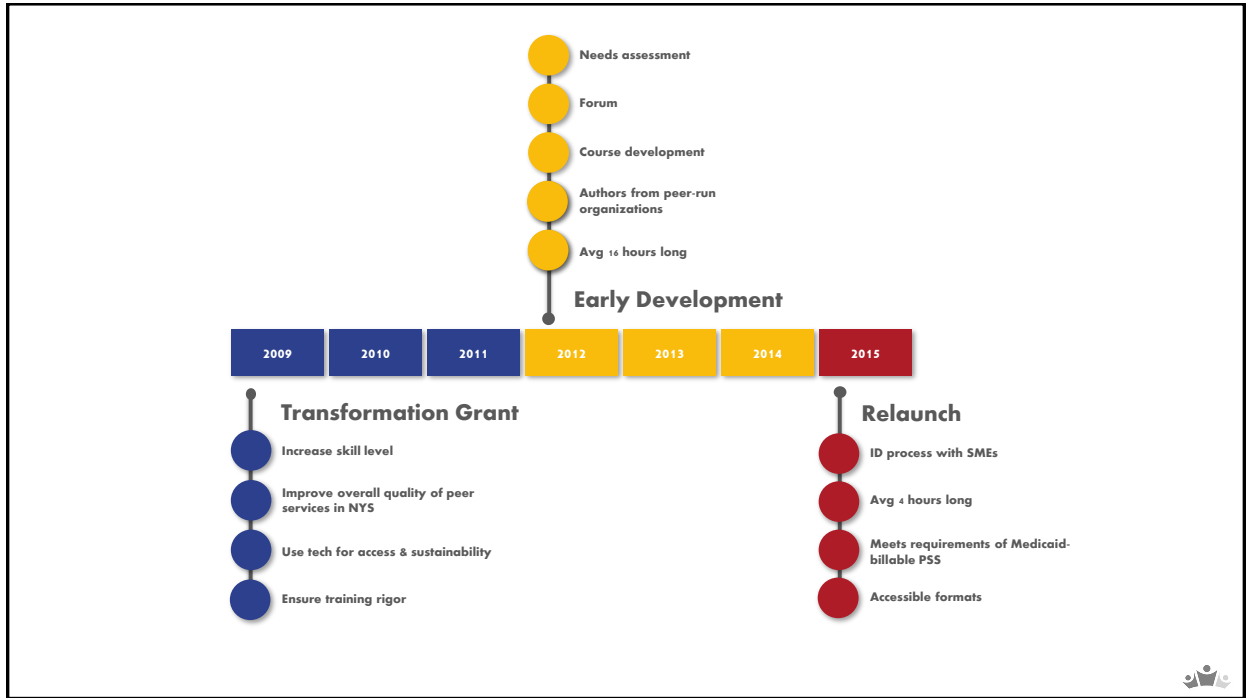 Needs assessment
Forum
Course development
Authors from peer-run
organizations
Avg 16 hours long
Early Development
2009
2010
2011
2012
2013
2014
2015
Transformation Grant
Increase skill level
Improve overall quality of peer
services in NYS
Use tech for access & sustainability
Ensure training rigor
Relaunch
ID process with SMEs
Avg 4 hours long
Meets requirements of Medicaid-
billable PSS
Accessible formats